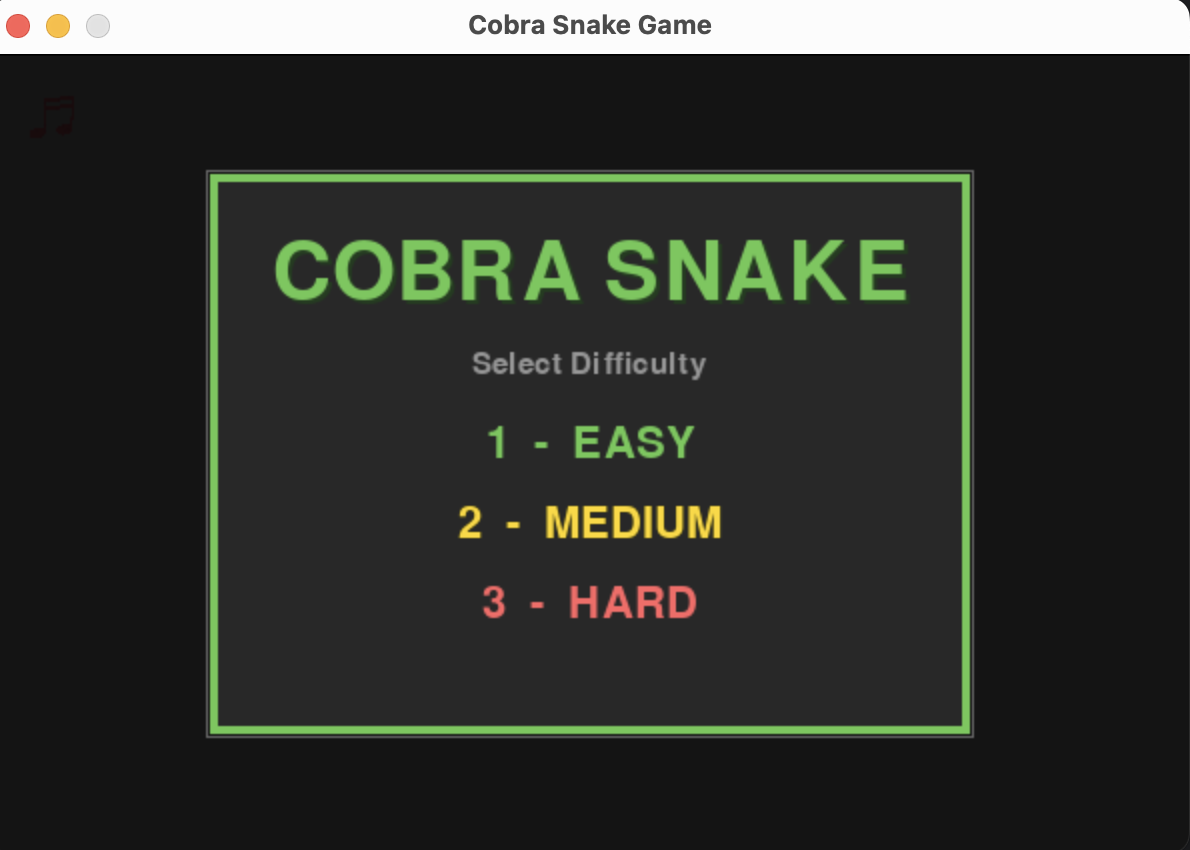 Cobra Snake Game
COBRA SNAKE
Select Difficulty
1 - EASY
2 - MEDIUM
3 - HARD